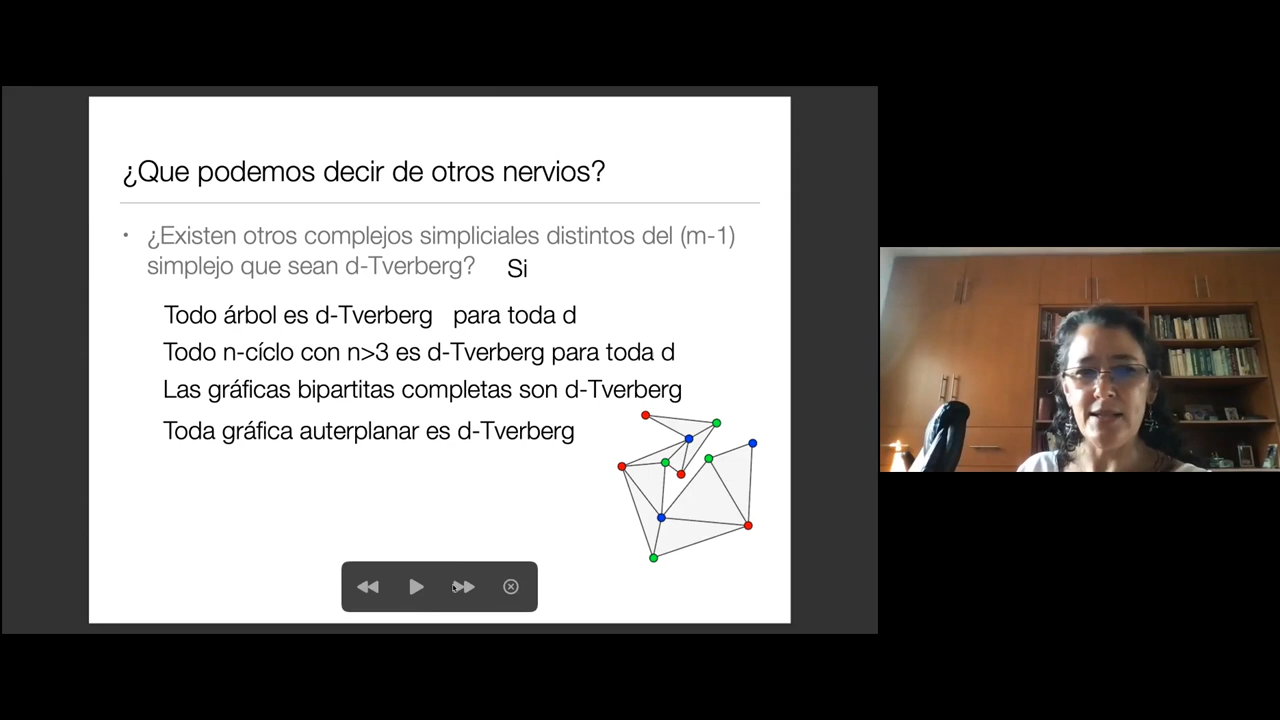 ¿Que podemos decir de otros nervios?
• ¿Existen otros complejos simpliciales distintos del (m-1)
simplejo que sean d-Tverberg? Si
Todo árbol es d-Tverberg para toda d
Todo n-cíclo con n>3 es d-Tverberg para toda d
Las gráficas bipartitas completas son d-Tverberg
Toda gráfica auterplanar es d-Tverberg